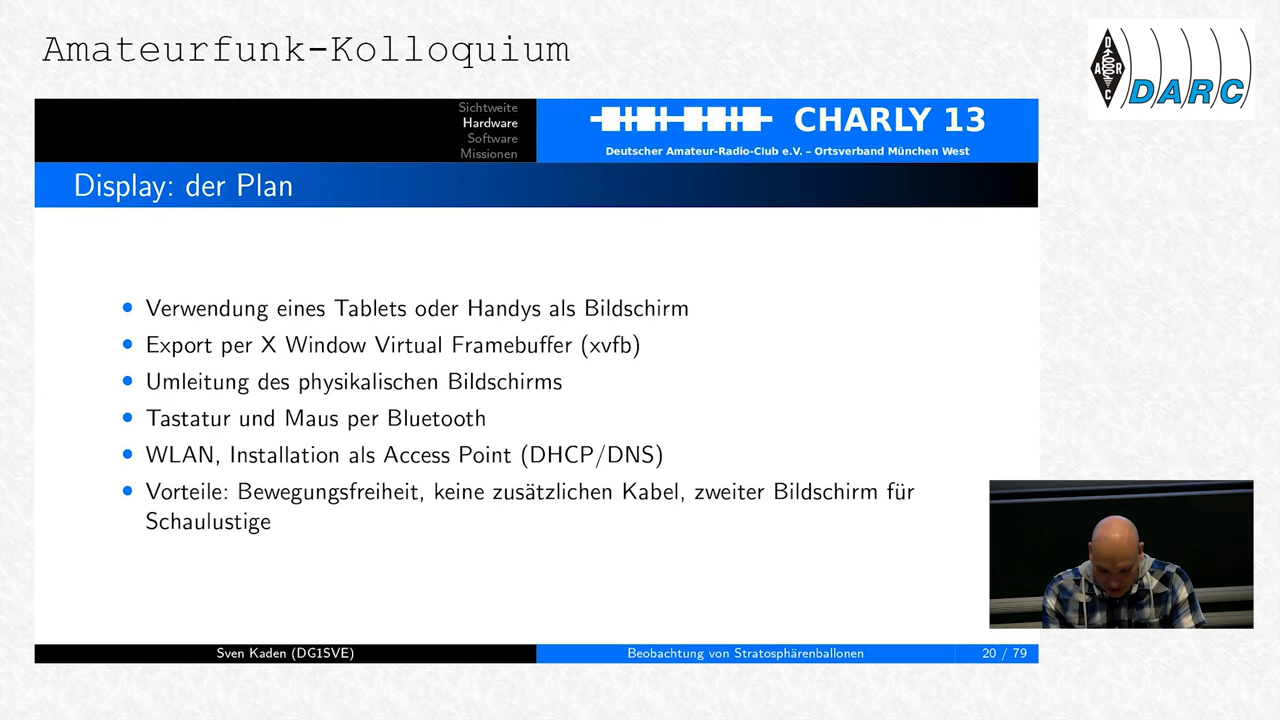 Amateurfunk-Kolloquium
DARC
DARC
Sichtweite
Hardware
Software
Missionen
CHARLY 13
Deutscher Amateur-Radio-Club e.V. – Ortsverband München West
Display: der Plan
Verwendung eines Tablets oder Handys als Bildschirm
Export per X Window Virtual Framebuffer (xvfb)
Umleitung des physikalischen Bildschirms
Tastatur und Maus per Bluetooth
WLAN, Installation als Access Point (DHCP/DNS)
Vorteile: Bewegungsfreiheit, keine zusätzlichen Kabel, zweiter Bildschirm für
Schaulustige
Sven Kaden (DG1SVE)
Beobachtung von Stratosphärenballonen
20 / 79